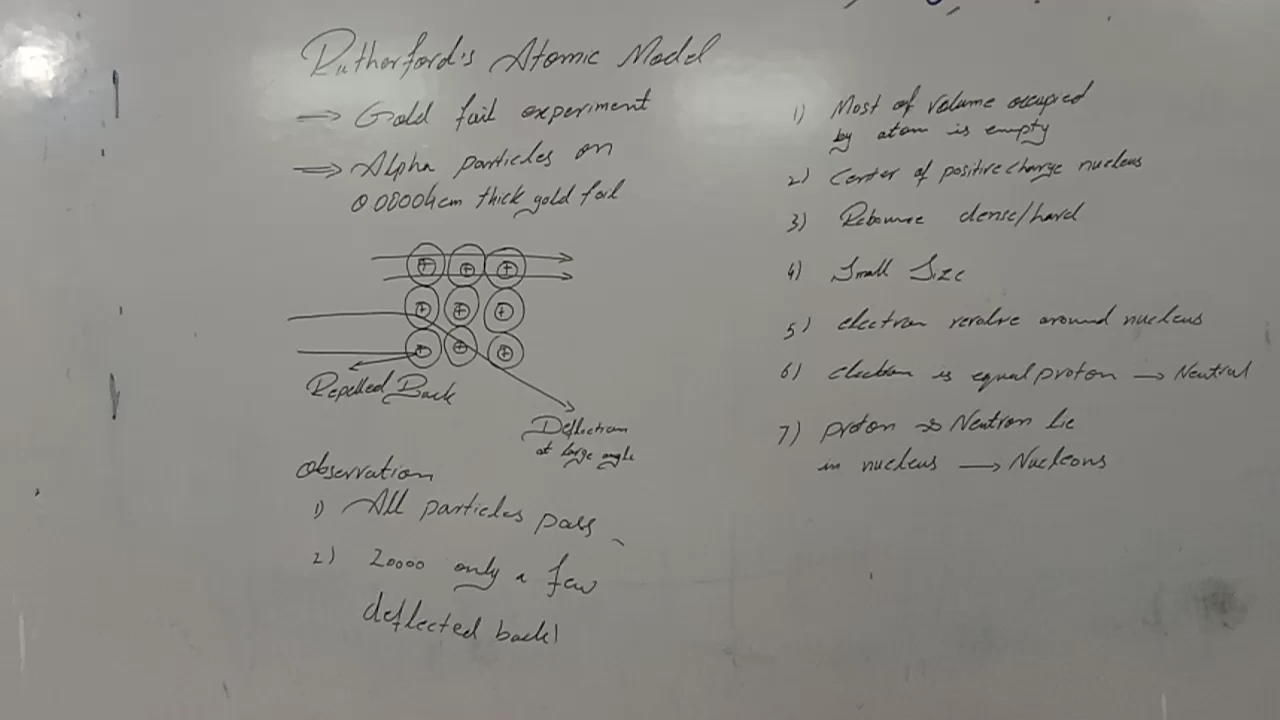 Rutherford's Atomic Model
⇒ Gold foil experiment
⇒ Alpha particles on
0.00004cm thick gold foil
+ + +
+ + +
+ + +
Repelled Back
Deflection
at large angle
Observation
1) All particles pass
2) 20000 only a few
deflected back
1) Most of volume occupied
by atom is empty
2) Center of positive charge nucleus
3) Rebounce dense/hard
4) Small Size
5) electron revolve around nucleus
6) electron is equal proton → Neutral
7) proton Neutron lie
in nucleus → Nucleons